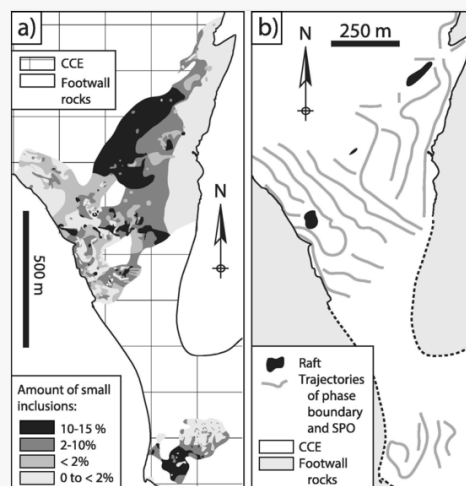 a)
CCE
Footwall
rocks
N
500 m
Amount of small
inclusions:
10-15 %
2-10%
< 2%
0 to < 2%
b)
250 m
N
Raft
Trajectories
of phase
boundary
and SPO
CCE
Footwall
rocks